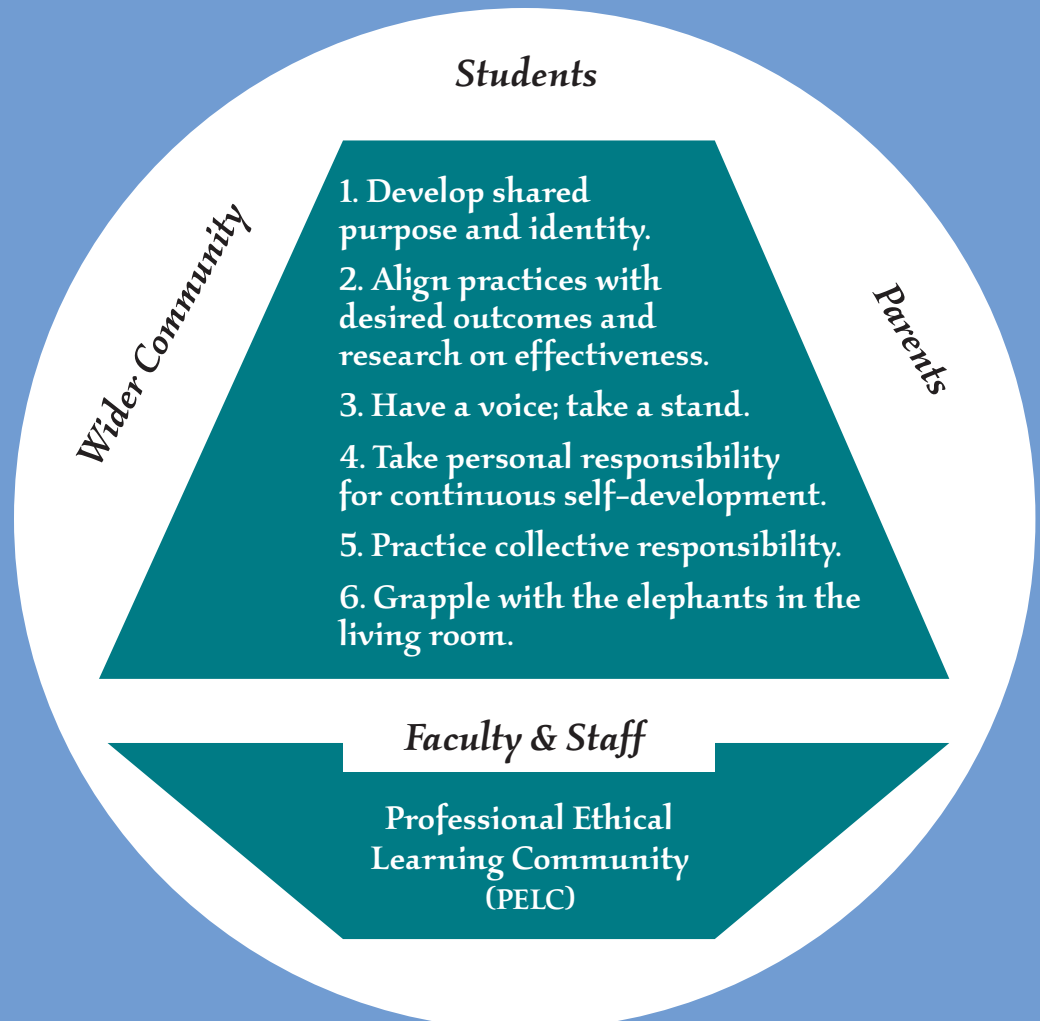 Students
Wider Community
Parents
1. Develop shared
purpose and identity.
2. Align practices with
desired outcomes and
research on effectiveness.
3. Have a voice; take a stand.
4. Take personal responsibility
for continuous self-development.
5. Practice collective responsibility.
6. Grapple with the elephants in the
living room.
Faculty & Staff
Professional Ethical
Learning Community
(PELC)